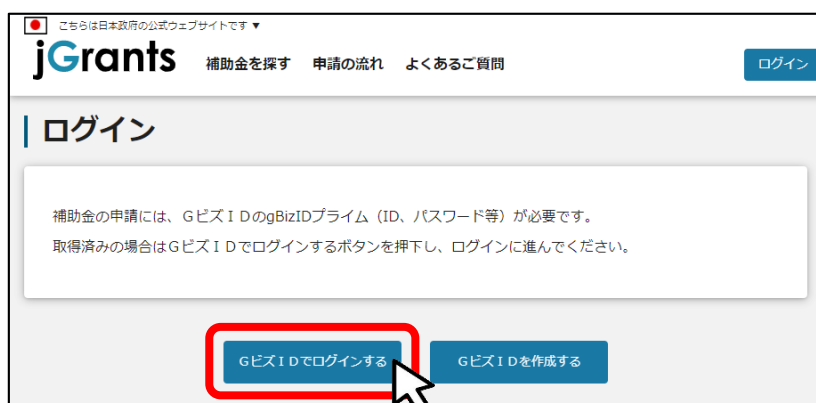 こちらは日本政府の公式ウェブサイトです ▼
jGrants 補助金を探す 申請の流れ よくあるご質問 ログイン
ログイン
補助金の申請には、GビズIDのgBizIDプライム（ID、パスワード等）が必要です。
取得済みの場合はGビズIDでログインするボタンを押下し、ログインに進んでください。
GビズIDでログインする GビズIDを作成する